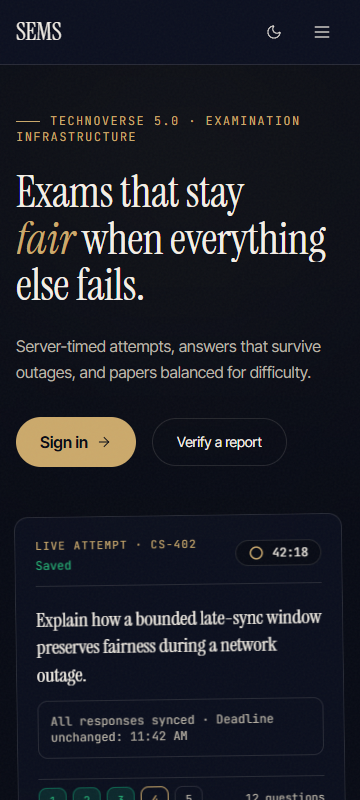 SEMS
TECHNOVERSE 5.0 · EXAMINATION
INFRASTRUCTURE
Exams that stay
fair when everything
else fails.
Server-timed attempts, answers that survive
outages, and papers balanced for difficulty.
Sign in →
Verify a report
LIVE ATTEMPT · CS-402
42:18
Saved
Explain how a bounded late-sync window
preserves fairness during a network
outage.
All responses synced · Deadline
unchanged: 11:42 AM
1 2 3 4 5 12 questions